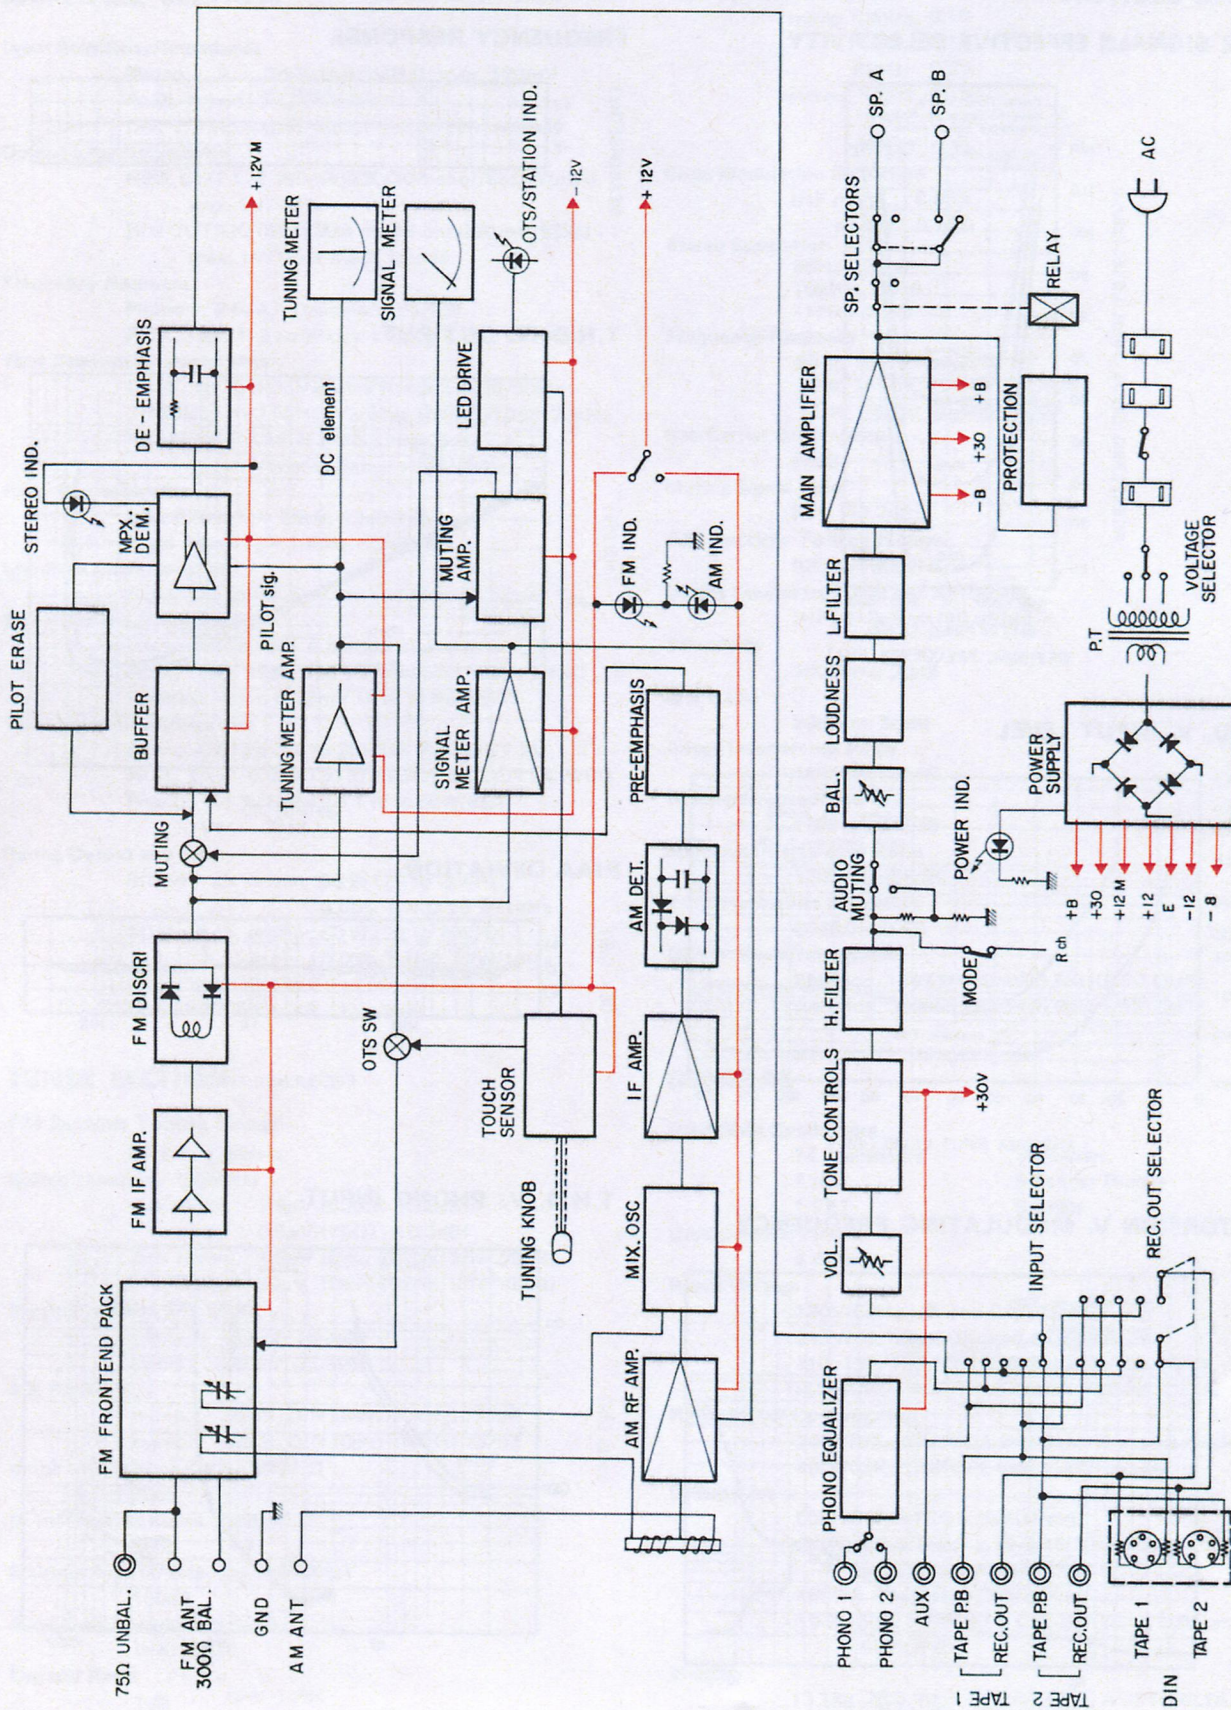 75Ω UNBAL.
FM ANT
300Ω BAL.
GND
AM ANT
FM FRONTEND PACK
FM IF AMP.
FM DISCRI
MUTING
PILOT ERASE
BUFFER
STEREO IND.
MPX.
DEM.
DE-EMPHASIS
+12VM
PILOT sig.
DC element
TUNING METER AMP.
TUNING METER
SIGNAL METER
SIGNAL
METER AMP.
MUTING
AMP.
LED DRIVE
OTS/STATION IND.
-12V
+12V
OTS SW
TOUCH
SENSOR
TUNING KNOB
FM IND.
AM IND.
AM RF AMP.
MIX. OSC
IF AMP.
AM DET.
PRE-EMPHASIS
PHONO 1
PHONO 2
AUX
TAPE P.B
REC.OUT
TAPE 1
TAPE P.B
REC.OUT
TAPE 2
TAPE 1
TAPE 2
DIN
PHONO EQUALIZER
INPUT SELECTOR
REC.OUT SELECTOR
VOL.
TONE CONTROLS
+30V
H.FILTER
MODE
R ch
AUDIO
MUTING
BAL.
LOUDNESS
L.FILTER
MAIN AMPLIFIER
-B
+30
+B
PROTECTION
RELAY
SP. SELECTORS
SP. A
SP. B
POWER IND.
POWER
SUPPLY
+B
+30
+12 M
+12
E
-12
-8
P.T
VOLTAGE
SELECTOR
AC